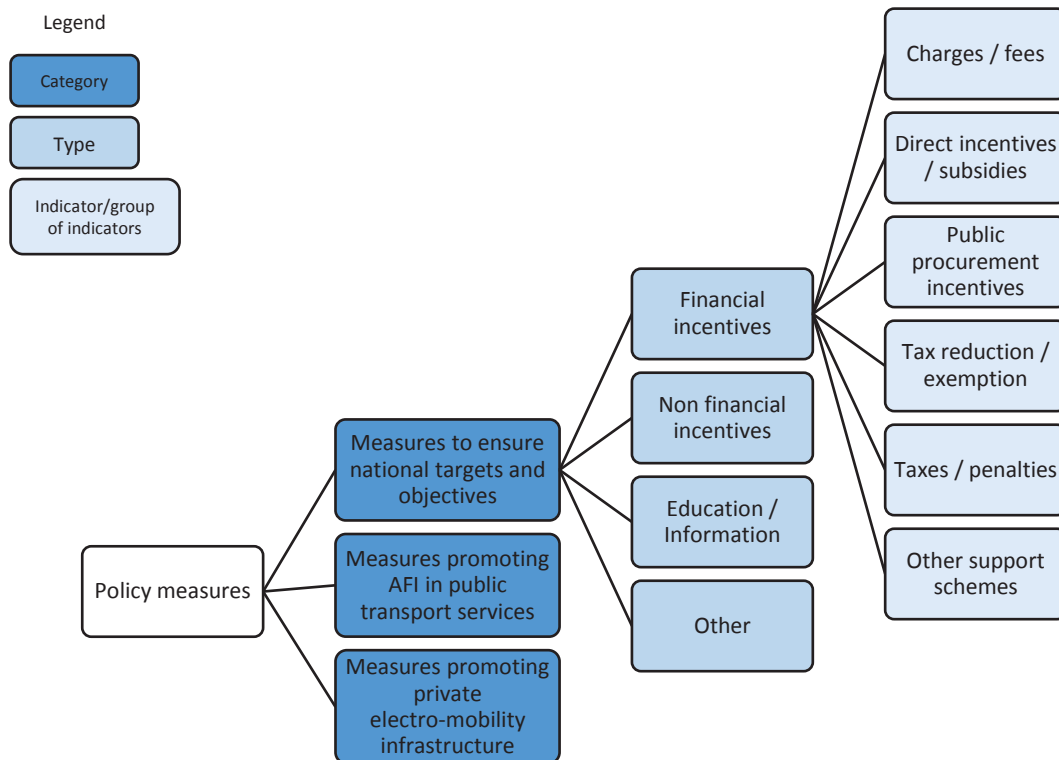 Legend
Category
Type
Indicator/group
of indicators
Policy measures
Measures to ensure
national targets and
objectives
Measures promoting
AFI in public
transport services
Measures promoting
private
electro-mobility
infrastructure
Financial
incentives
Non financial
incentives
Education /
Information
Other
Charges / fees
Direct incentives
/ subsidies
Public
procurement
incentives
Tax reduction /
exemption
Taxes / penalties
Other support
schemes